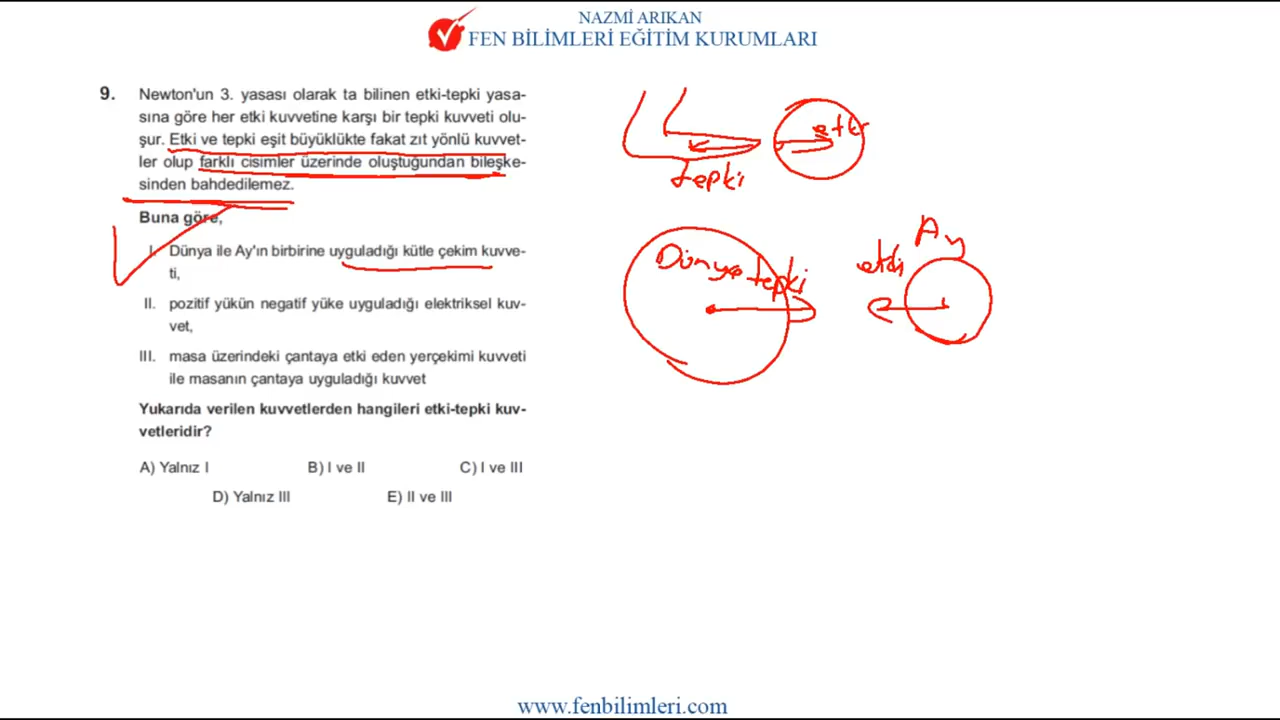 NAZMİ ARIKAN
FEN BİLİMLERİ EĞİTİM KURUMLARI
9. Newton'un 3. yasası olarak ta bilinen etki-tepki yasa-
sına göre her etki kuvvetine karşı bir tepki kuvveti olu-
şur. Etki ve tepki eşit büyüklükte fakat zıt yönlü kuvvet-
ler olup farklı cisimler üzerinde oluştuğundan bileşke-
sinden bahdedilemez.
Buna göre,
I. Dünya ile Ay'ın birbirine uyguladığı kütle çekim kuvve-
ti,
II. pozitif yükün negatif yüke uyguladığı elektriksel kuv-
vet,
III. masa üzerindeki çantaya etki eden yerçekimi kuvveti
ile masanın çantaya uyguladığı kuvvet
Yukarıda verilen kuvvetlerden hangileri etki-tepki kuv-
vetleridir?
A) Yalnız I B) I ve II C) I ve III
D) Yalnız III E) II ve III
etki
tepki
Ay
Dünya tepki etki
www.fenbilimleri.com